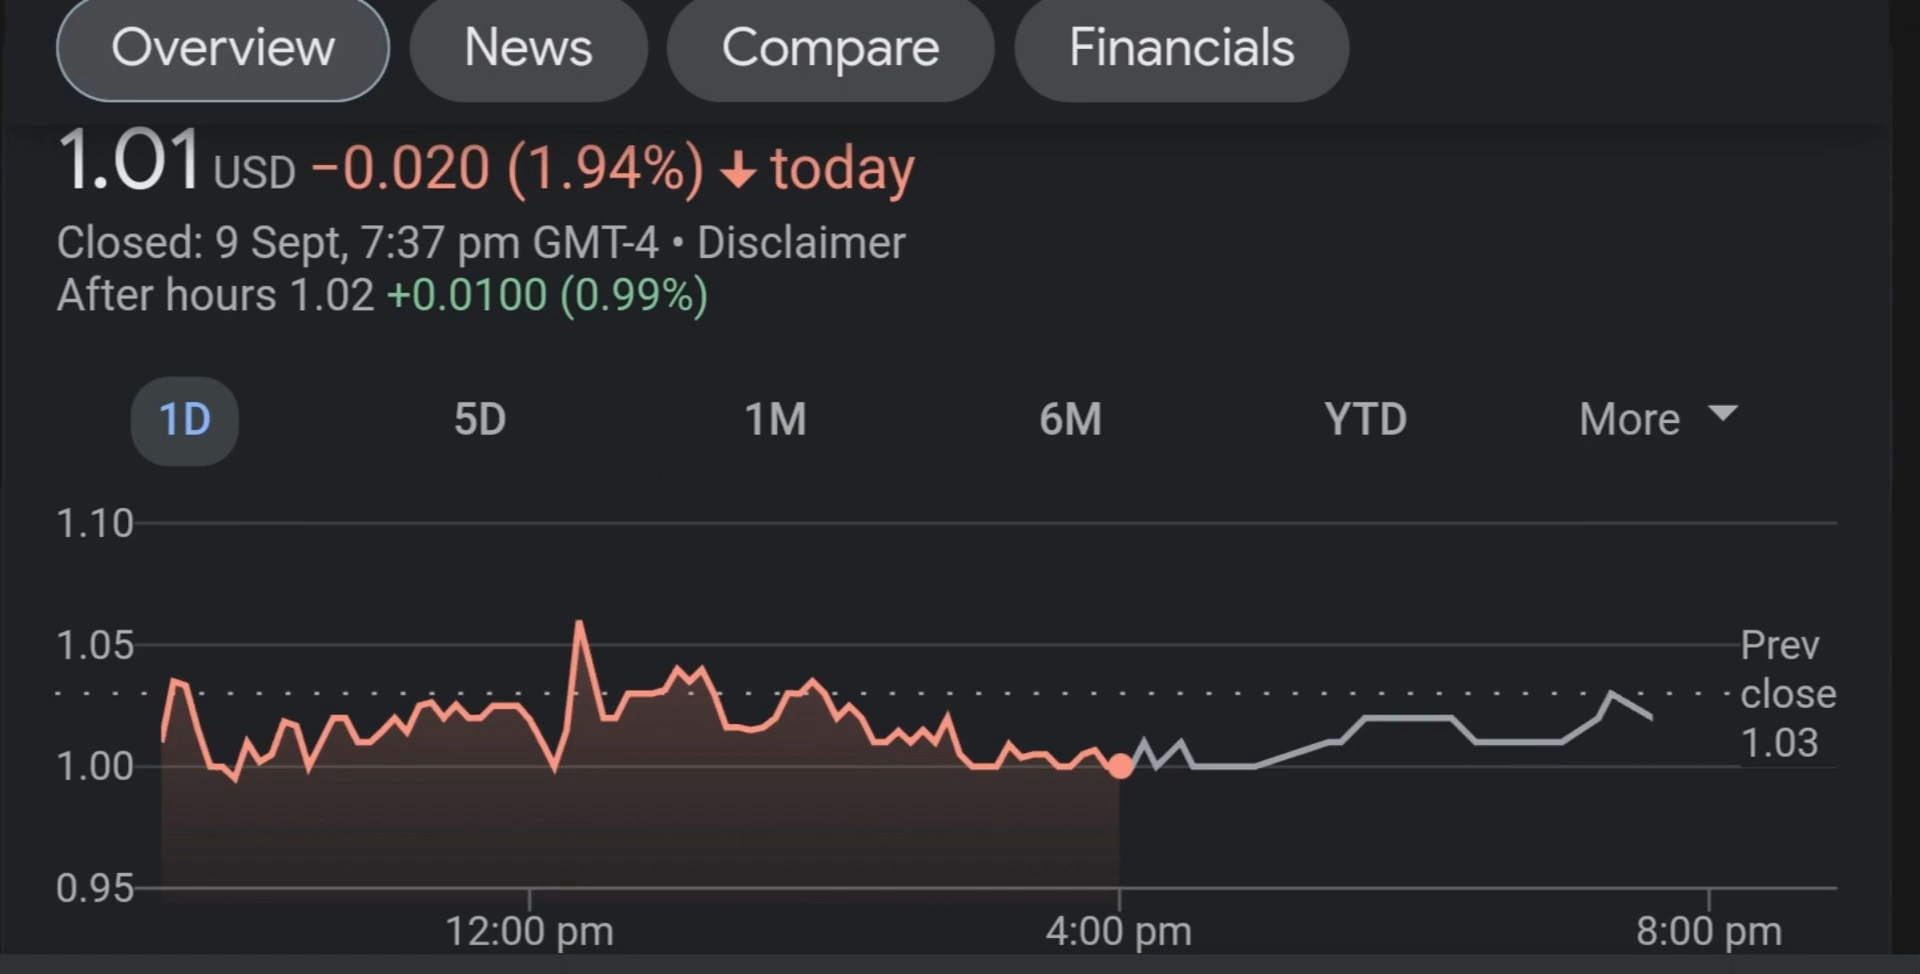 Overview News Compare Financials
1.01 USD −0.020 (1.94%) ↓ today
Closed: 9 Sept, 7:37 pm GMT-4 • Disclaimer
After hours 1.02 +0.0100 (0.99%)
1D 5D 1M 6M YTD More
1.10
1.05
1.00
0.95
Prev
close
1.03
12:00 pm 4:00 pm 8:00 pm